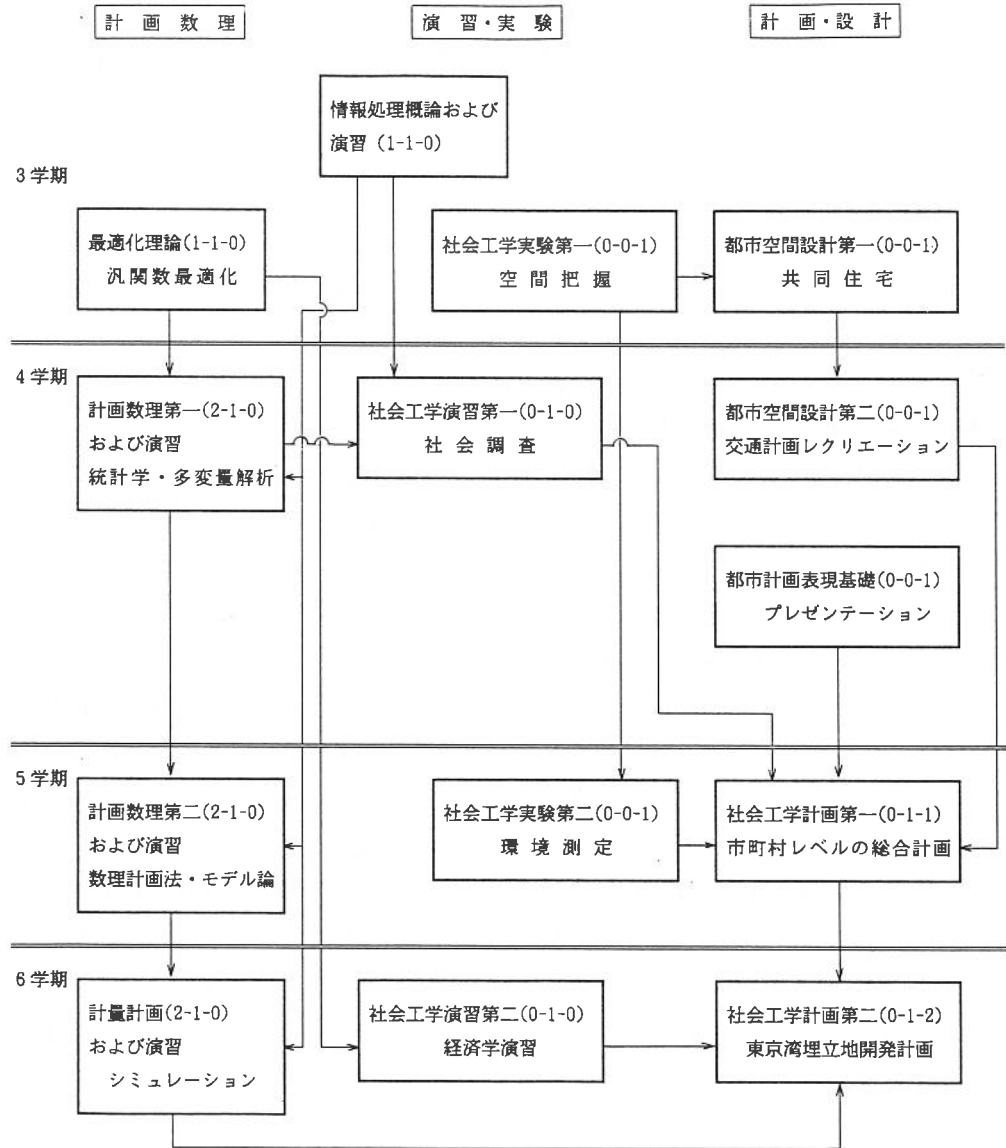 計画数理
演習・実験
計画・設計
情報処理概論および
演習 (1-1-0)
3学期
最適化理論(1-1-0)
汎関数最適化
社会工学実験第一(0-0-1)
空間把握
都市空間設計第一(0-0-1)
共同住宅
4学期
計画数理第一(2-1-0)
および演習
統計学・多変量解析
社会工学演習第一(0-1-0)
社会調査
都市空間設計第二(0-0-1)
交通計画レクリエーション
都市計画表現基礎(0-0-1)
プレゼンテーション
5学期
計画数理第二(2-1-0)
および演習
数理計画法・モデル論
社会工学実験第二(0-0-1)
環境測定
社会工学計画第一(0-1-1)
市町村レベルの総合計画
6学期
計量計画(2-1-0)
および演習
シミュレーション
社会工学演習第二(0-1-0)
経済学演習
社会工学計画第二(0-1-2)
東京湾埋立地開発計画